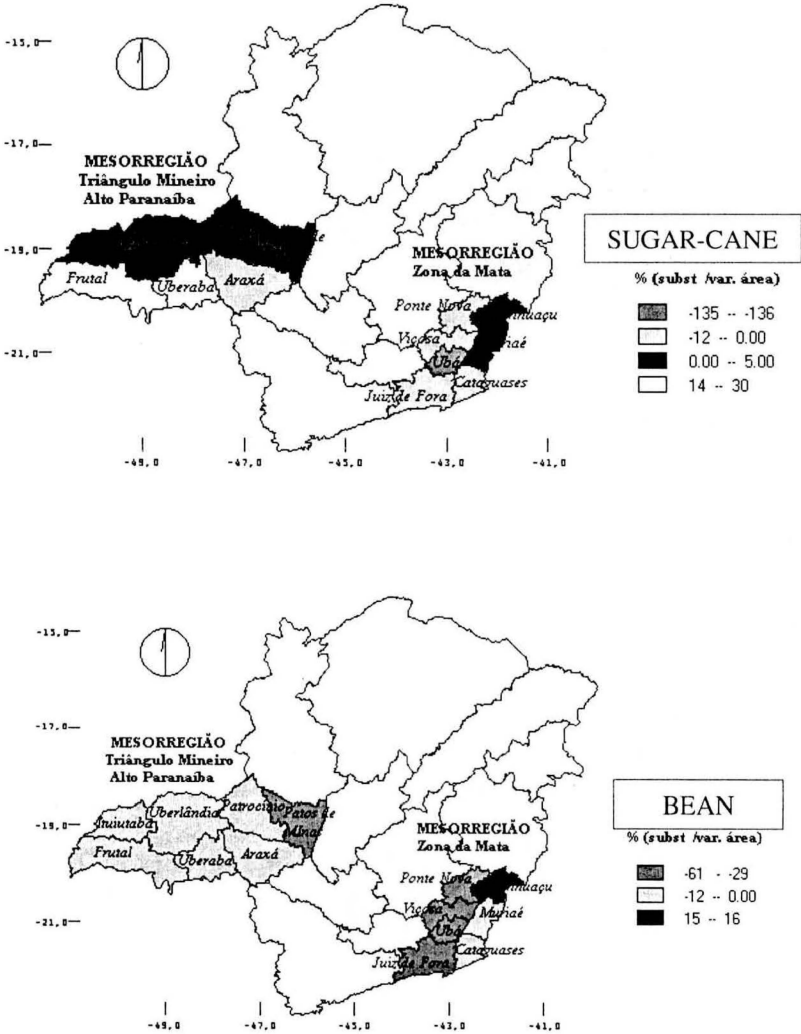 -15,0
-17,0
MESORREGIÃO
Triângulo Mineiro
Alto Paranaíba
-19,0
Frutal
Uberaba
Araxá
MESORREGIÃO
Zona da Mata
Ponte Nova
Viçosa
Ubá
Cataguases
Juiz de Fora
-21,0
-49,0 -47,0 -45,0 -43,0 -41,0
SUGAR-CANE
% (subst /var. área)
-135 -- -136
-12 -- 0.00
0.00 -- 5.00
14 -- 30
-15,0
-17,0
MESORREGIÃO
Triângulo Mineiro
Alto Paranaíba
-19,0
Ituiutaba
Uberlândia
Patrocínio
Patos de
Minas
Frutal
Uberaba
Araxá
MESORREGIÃO
Zona da Mata
Ponte Nova
Viçosa
Ubá
Muriaé
Cataguases
Juiz de Fora
-21,0
-49,0 -47,0 -45,0 -43,0 -41,0
BEAN
% (subst /var. área)
-61 -- -29
-12 -- 0.00
15 -- 16